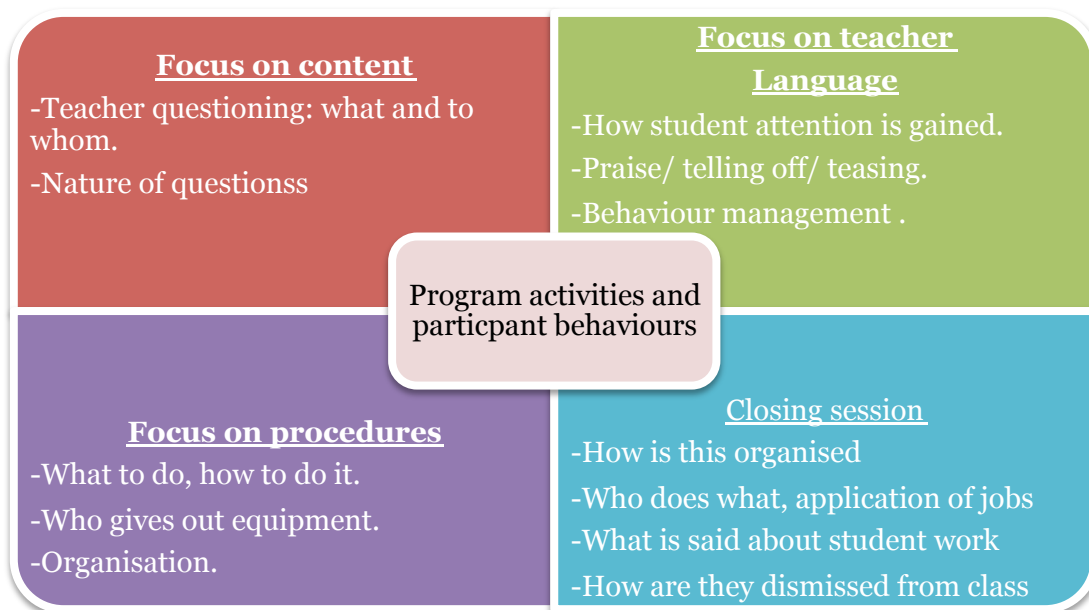 Focus on content
-Teacher questioning: what and to
whom.
-Nature of questionss
Focus on teacher
Language
-How student attention is gained.
-Praise/ telling off/ teasing.
-Behaviour management .
Program activities and
particpant behaviours
Focus on procedures
-What to do, how to do it.
-Who gives out equipment.
-Organisation.
Closing session
-How is this organised
-Who does what, application of jobs
-What is said about student work
-How are they dismissed from class